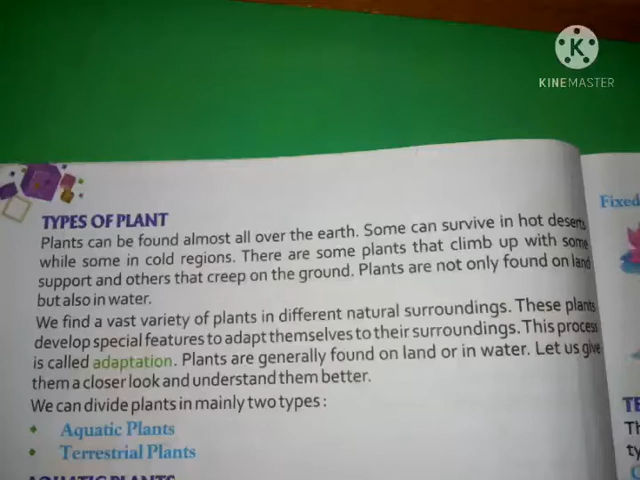 KINEMASTER
TYPES OF PLANT
Plants can be found almost all over the earth. Some can survive in hot deserts
while some in cold regions. There are some plants that climb up with some
support and others that creep on the ground. Plants are not only found on land
but also in water.
We find a vast variety of plants in different natural surroundings. These plants
develop special features to adapt themselves to their surroundings. This process
is called adaptation. Plants are generally found on land or in water. Let us give
them a closer look and understand them better.
We can divide plants in mainly two types :
Aquatic Plants
Terrestrial Plants
AQUATIC PLANTS
Fixed
TE
Th
ty